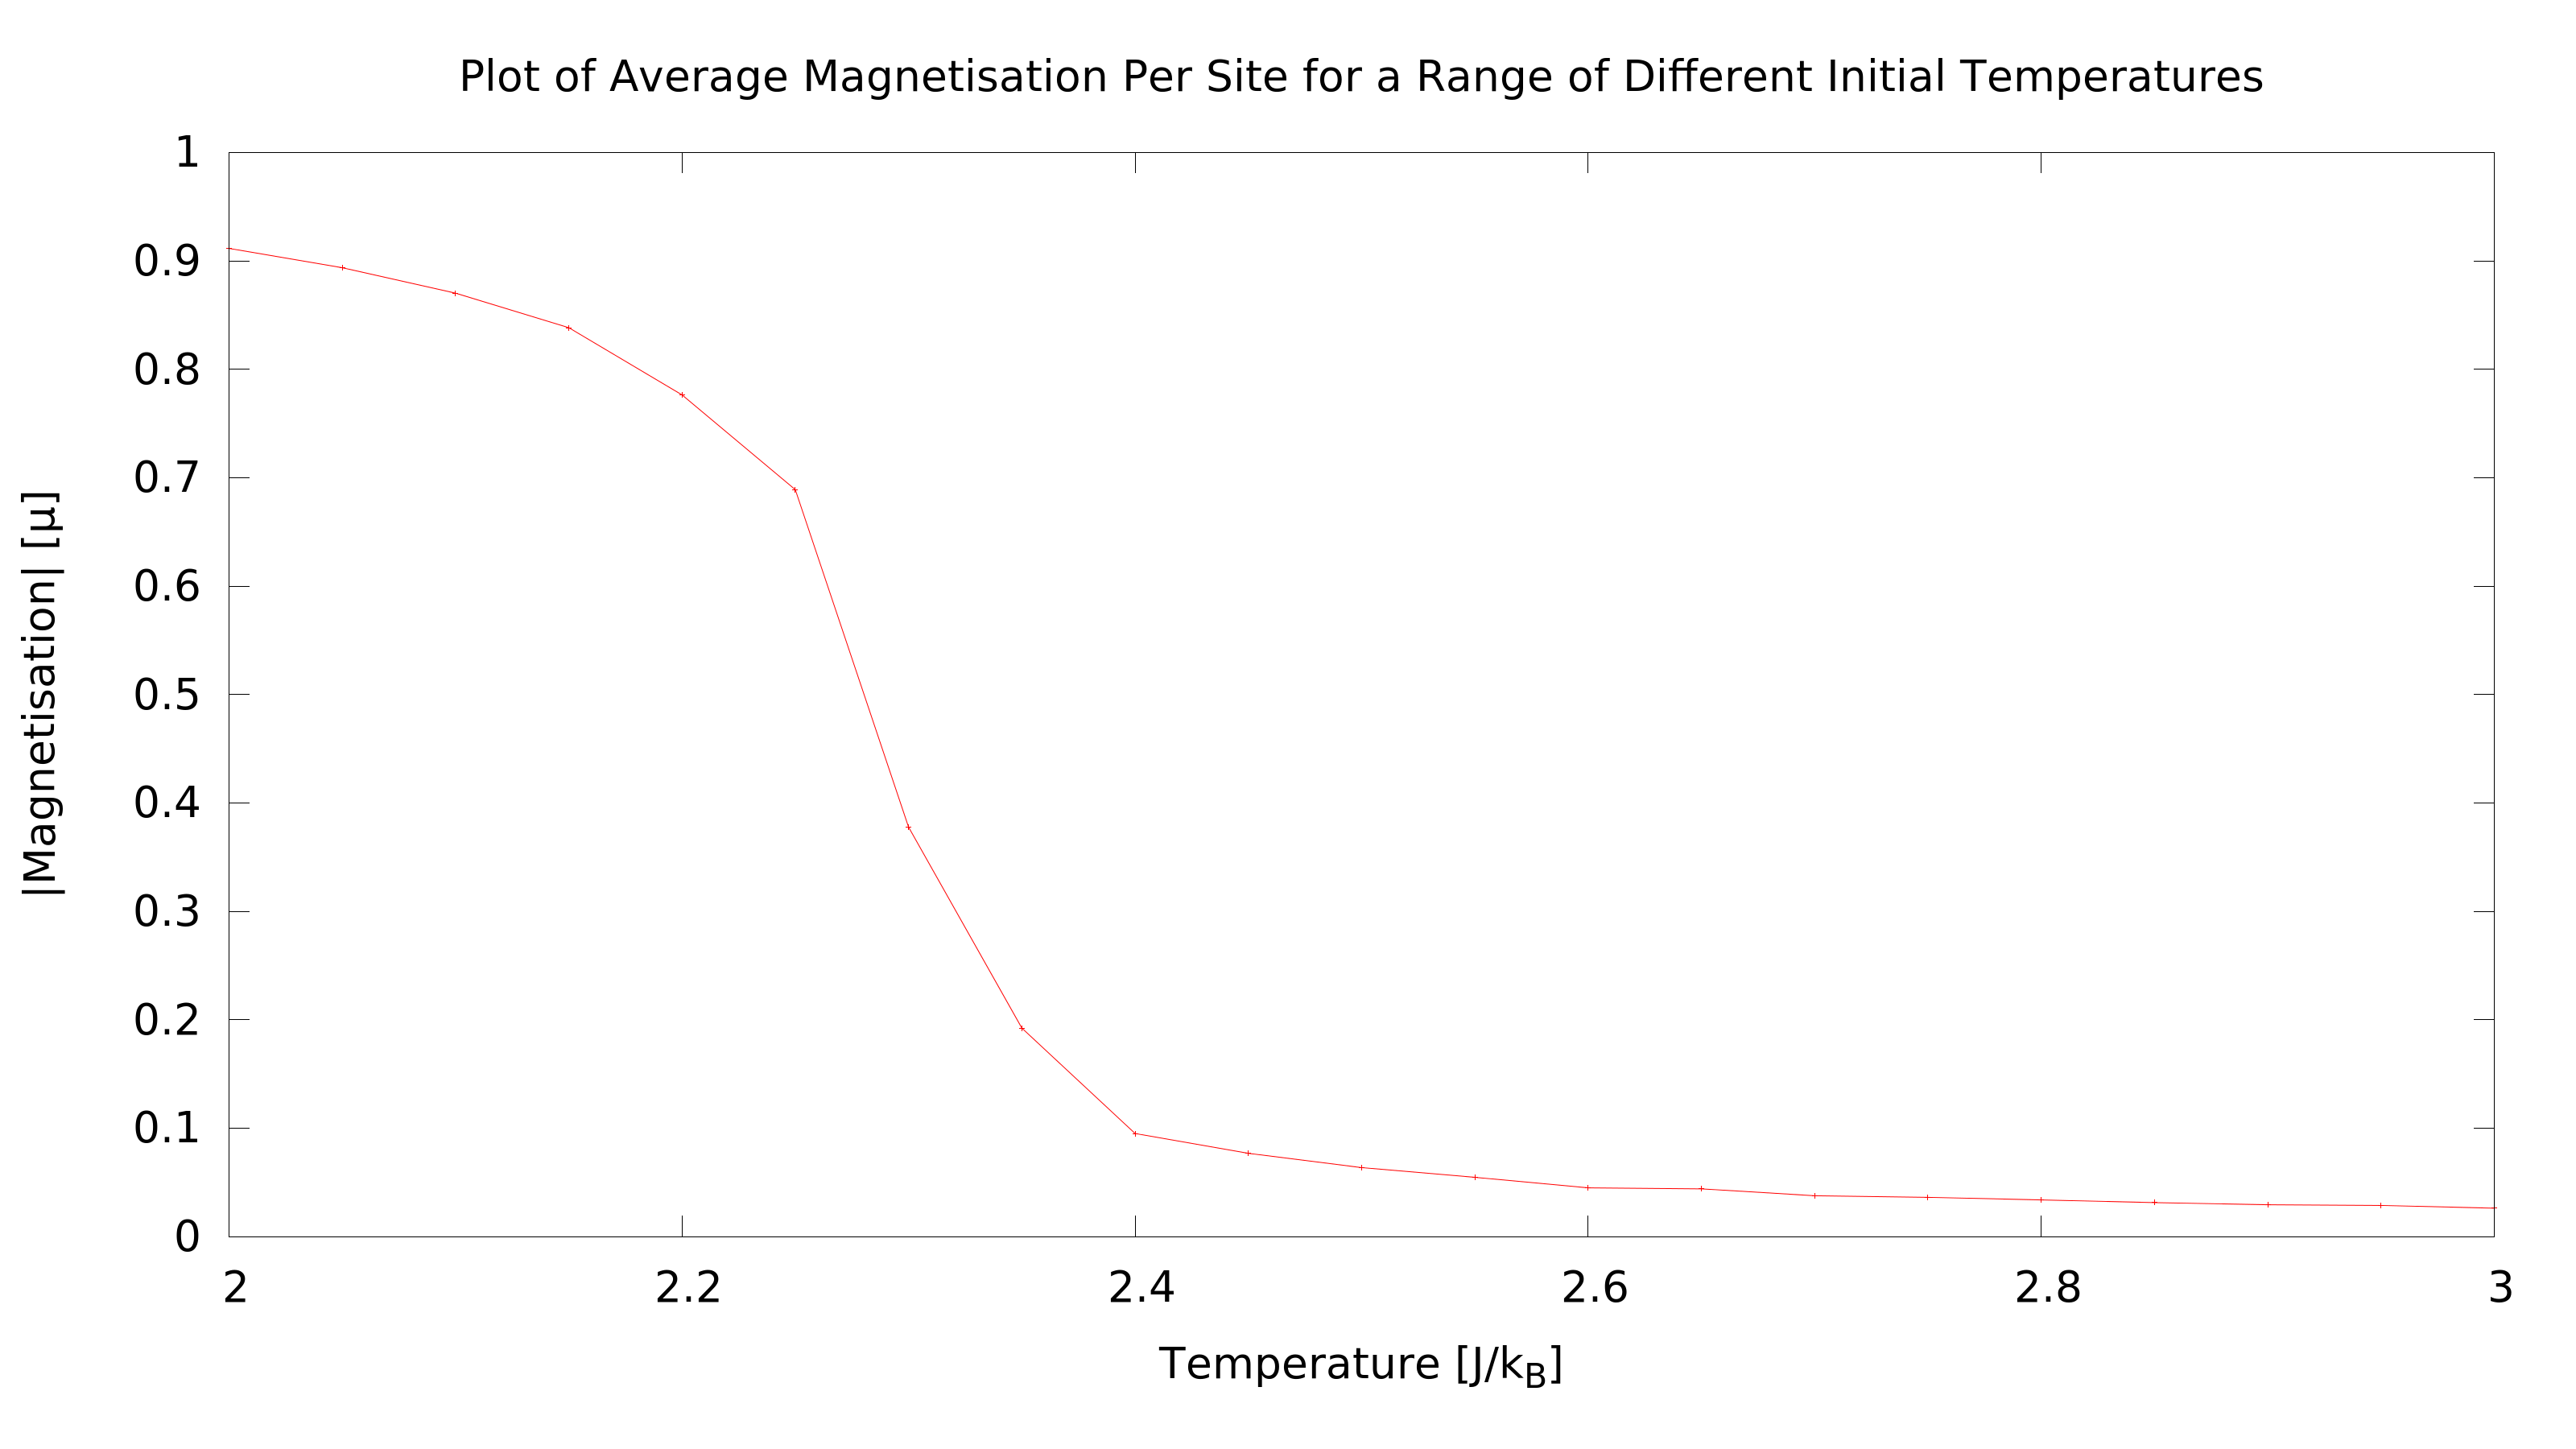 Plot of Average Magnetisation Per Site for a Range of Different Initial Temperatures
1
0.9
0.8
0.7
0.6
0.5
0.4
0.3
0.2
0.1
0
|Magnetisation| [µ]
2 2.2 2.4 2.6 2.8 3
Temperature [J/k_B]